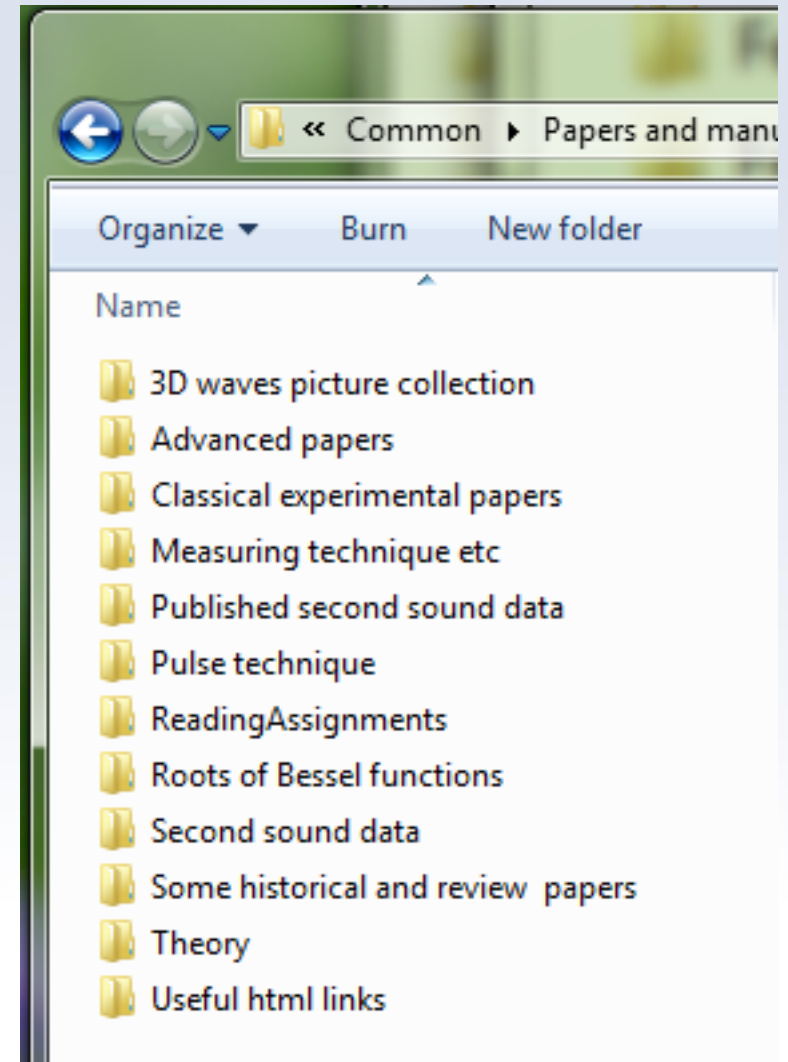 « Common ▸ Papers and
Organize ▾ Burn New folder
Name
3D waves picture collection
Advanced papers
Classical experimental papers
Measuring technique etc
Published second sound data
Pulse technique
ReadingAssignments
Roots of Bessel functions
Second sound data
Some historical and review  papers
Theory
Useful html links